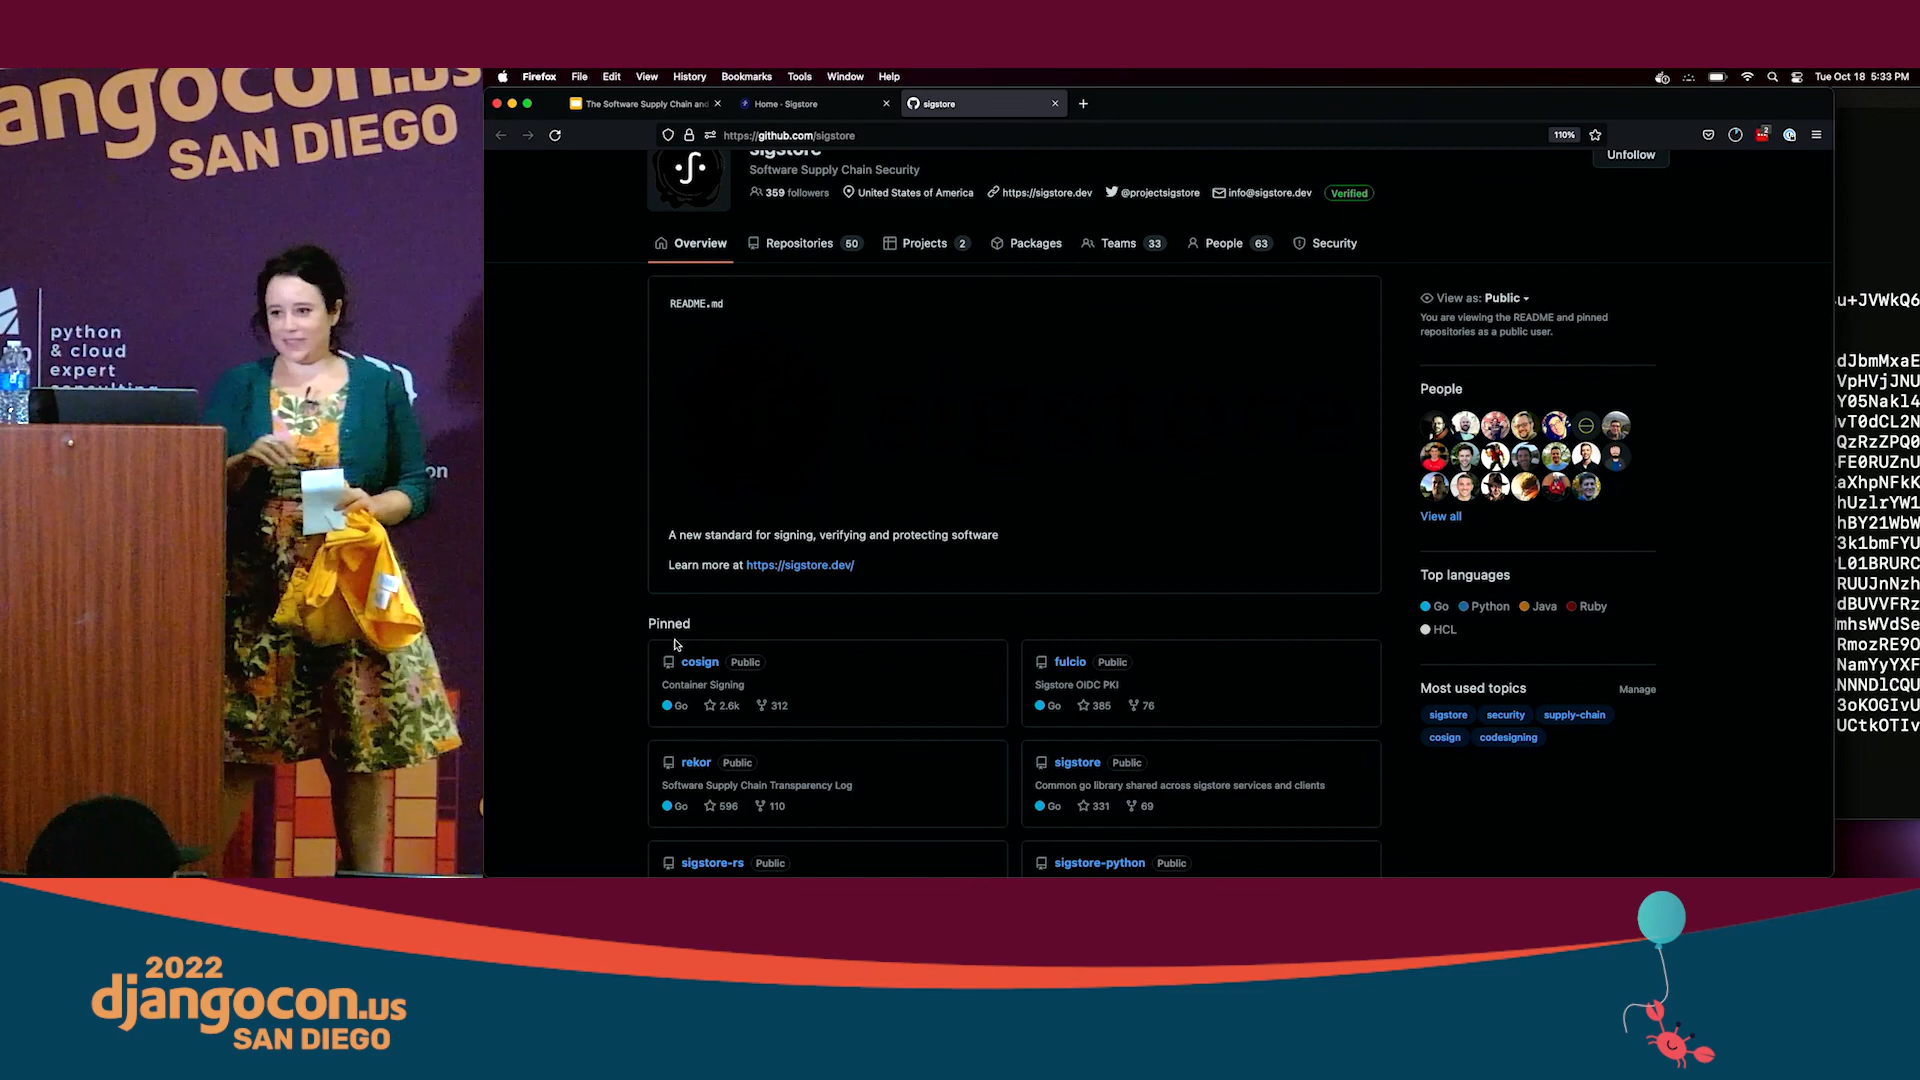 angocon.us
SAN DIEGO
python
& cloud
expert
consulting
on
Firefox File Edit View History Bookmarks Tools Window Help
Tue Oct 18 5:33 PM
The Software Supply Chain and
Home - Sigstore
sigstore
https://github.com/sigstore
110%
2
sigstore
Unfollow
Software Supply Chain Security
359 followers United States of America https://sigstore.dev @projectsigstore info@sigstore.dev Verified
Overview Repositories 50 Projects 2 Packages Teams 33 People 63 Security
README.md
A new standard for signing, verifying and protecting software
Learn more at https://sigstore.dev/
Pinned
cosign Public
Container Signing
Go 2.6k 312
fulcio Public
Sigstore OIDC PKI
Go 385 76
rekor Public
Software Supply Chain Transparency Log
Go 596 110
sigstore Public
Common go library shared across sigstore services and clients
Go 331 69
sigstore-rs Public
sigstore-python Public
View as: Public
You are viewing the README and pinned
repositories as a public user.
People
View all
Top languages
Go Python Java Ruby
HCL
Most used topics Manage
sigstore security supply-chain
cosign codesigning
u+JVWkQ6
dJbmMxaE
VpHVjJNU
Y05Nakl4
vT0dCL2N
QzRzZPQ0
FE0RUZnU
aXhpNFkK
hUzlrYW1
hBY21WbW
3k1bmFYU
L01BRURC
RUUJnNzh
dBUVVFRz
mhsWVdSe
RmozRE9O
NamYyYXF
NNNDlCQU
3oKOGIvU
UCtkOTIv
2022
djangocon.us
SAN DIEGO